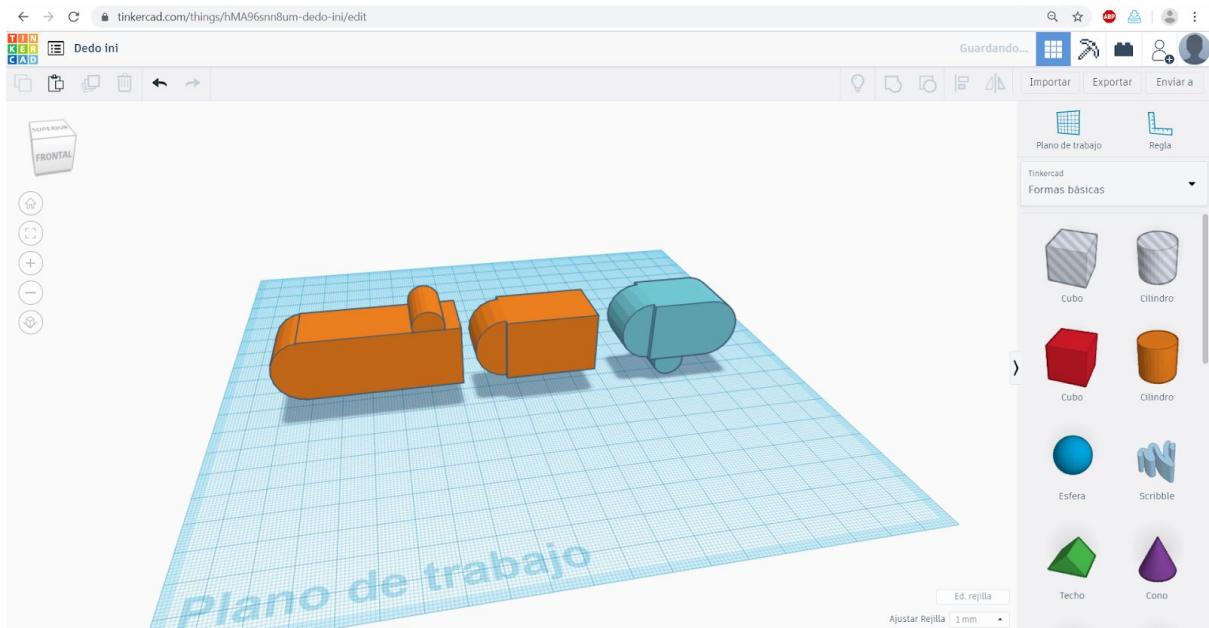 tinkercad.com/things/hMA96snn8um-dedo-ini/edit
ABP
TIN
KER
CAD
Dedo ini
Guardando...
Importar
Exportar
Enviar a
SUPERIOR
FRONTAL
Plano de trabajo
Regla
Tinkercad
Formas básicas
Cubo
Cilindro
Cubo
Cilindro
Esfera
Scribble
Techo
Cono
Plano de trabajo
Ed. rejilla
Ajustar Rejilla 1 mm